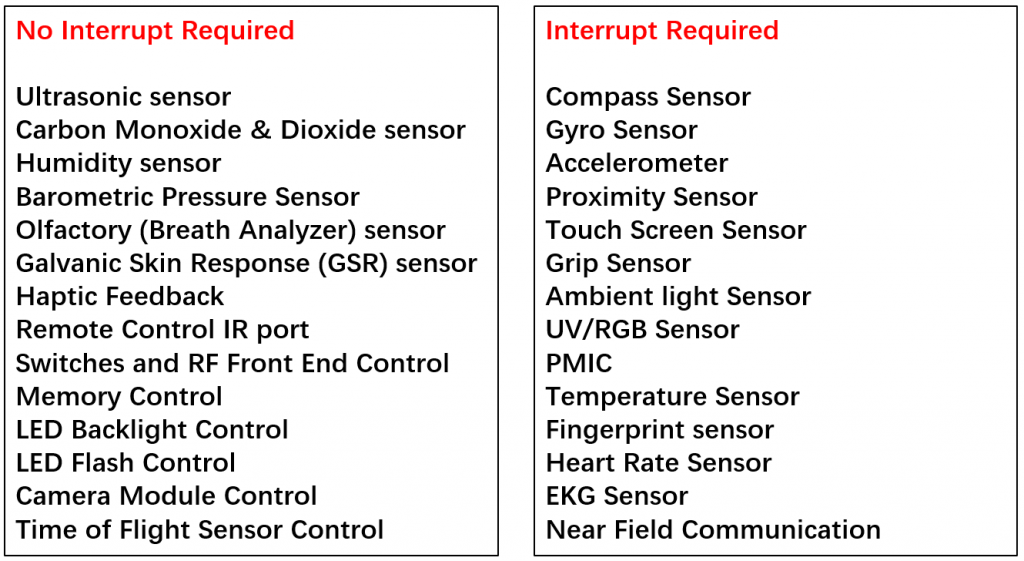 No Interrupt Required
Ultrasonic sensor
Carbon Monoxide & Dioxide sensor
Humidity sensor
Barometric Pressure Sensor
Olfactory (Breath Analyzer) sensor
Galvanic Skin Response (GSR) sensor
Haptic Feedback
Remote Control IR port
Switches and RF Front End Control
Memory Control
LED Backlight Control
LED Flash Control
Camera Module Control
Time of Flight Sensor Control
Interrupt Required
Compass Sensor
Gyro Sensor
Accelerometer
Proximity Sensor
Touch Screen Sensor
Grip Sensor
Ambient light Sensor
UV/RGB Sensor
PMIC
Temperature Sensor
Fingerprint sensor
Heart Rate Sensor
EKG Sensor
Near Field Communication